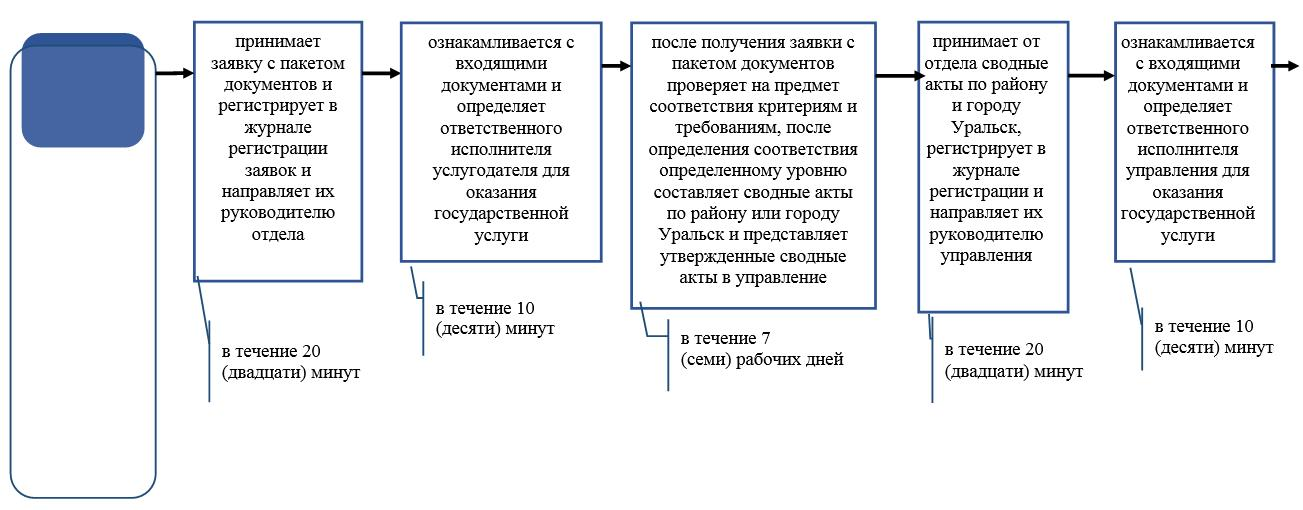 принимает
заявку с пакетом
документов и
регистрирует в
журнале
регистрации
заявок и
направляет их
руководителю
отдела
в течение 20
(двадцати) минут
ознакамливается с
входящими
документами и
определяет
ответственного
исполнителя
услугодателя для
оказания
государственной
услуги
в течение 10
(десяти) минут
после получения заявки с
пакетом документов
проверяет на предмет
соответствия критериям и
требованиям, после
определения соответствия
определенному уровню
составляет сводные акты
по району или городу
Уральск и представляет
утвержденные сводные
акты в управление
в течение 7
(семи) рабочих дней
принимает от
отдела сводные
акты по району
и городу
Уральск,
регистрирует в
журнале
регистрации и
направляет их
руководителю
управления
в течение 20
(двадцати) минут
ознакамливается
с входящими
документами и
определяет
ответственного
исполнителя
управления для
оказания
государственной
услуги
в течение 10
(десяти) минут